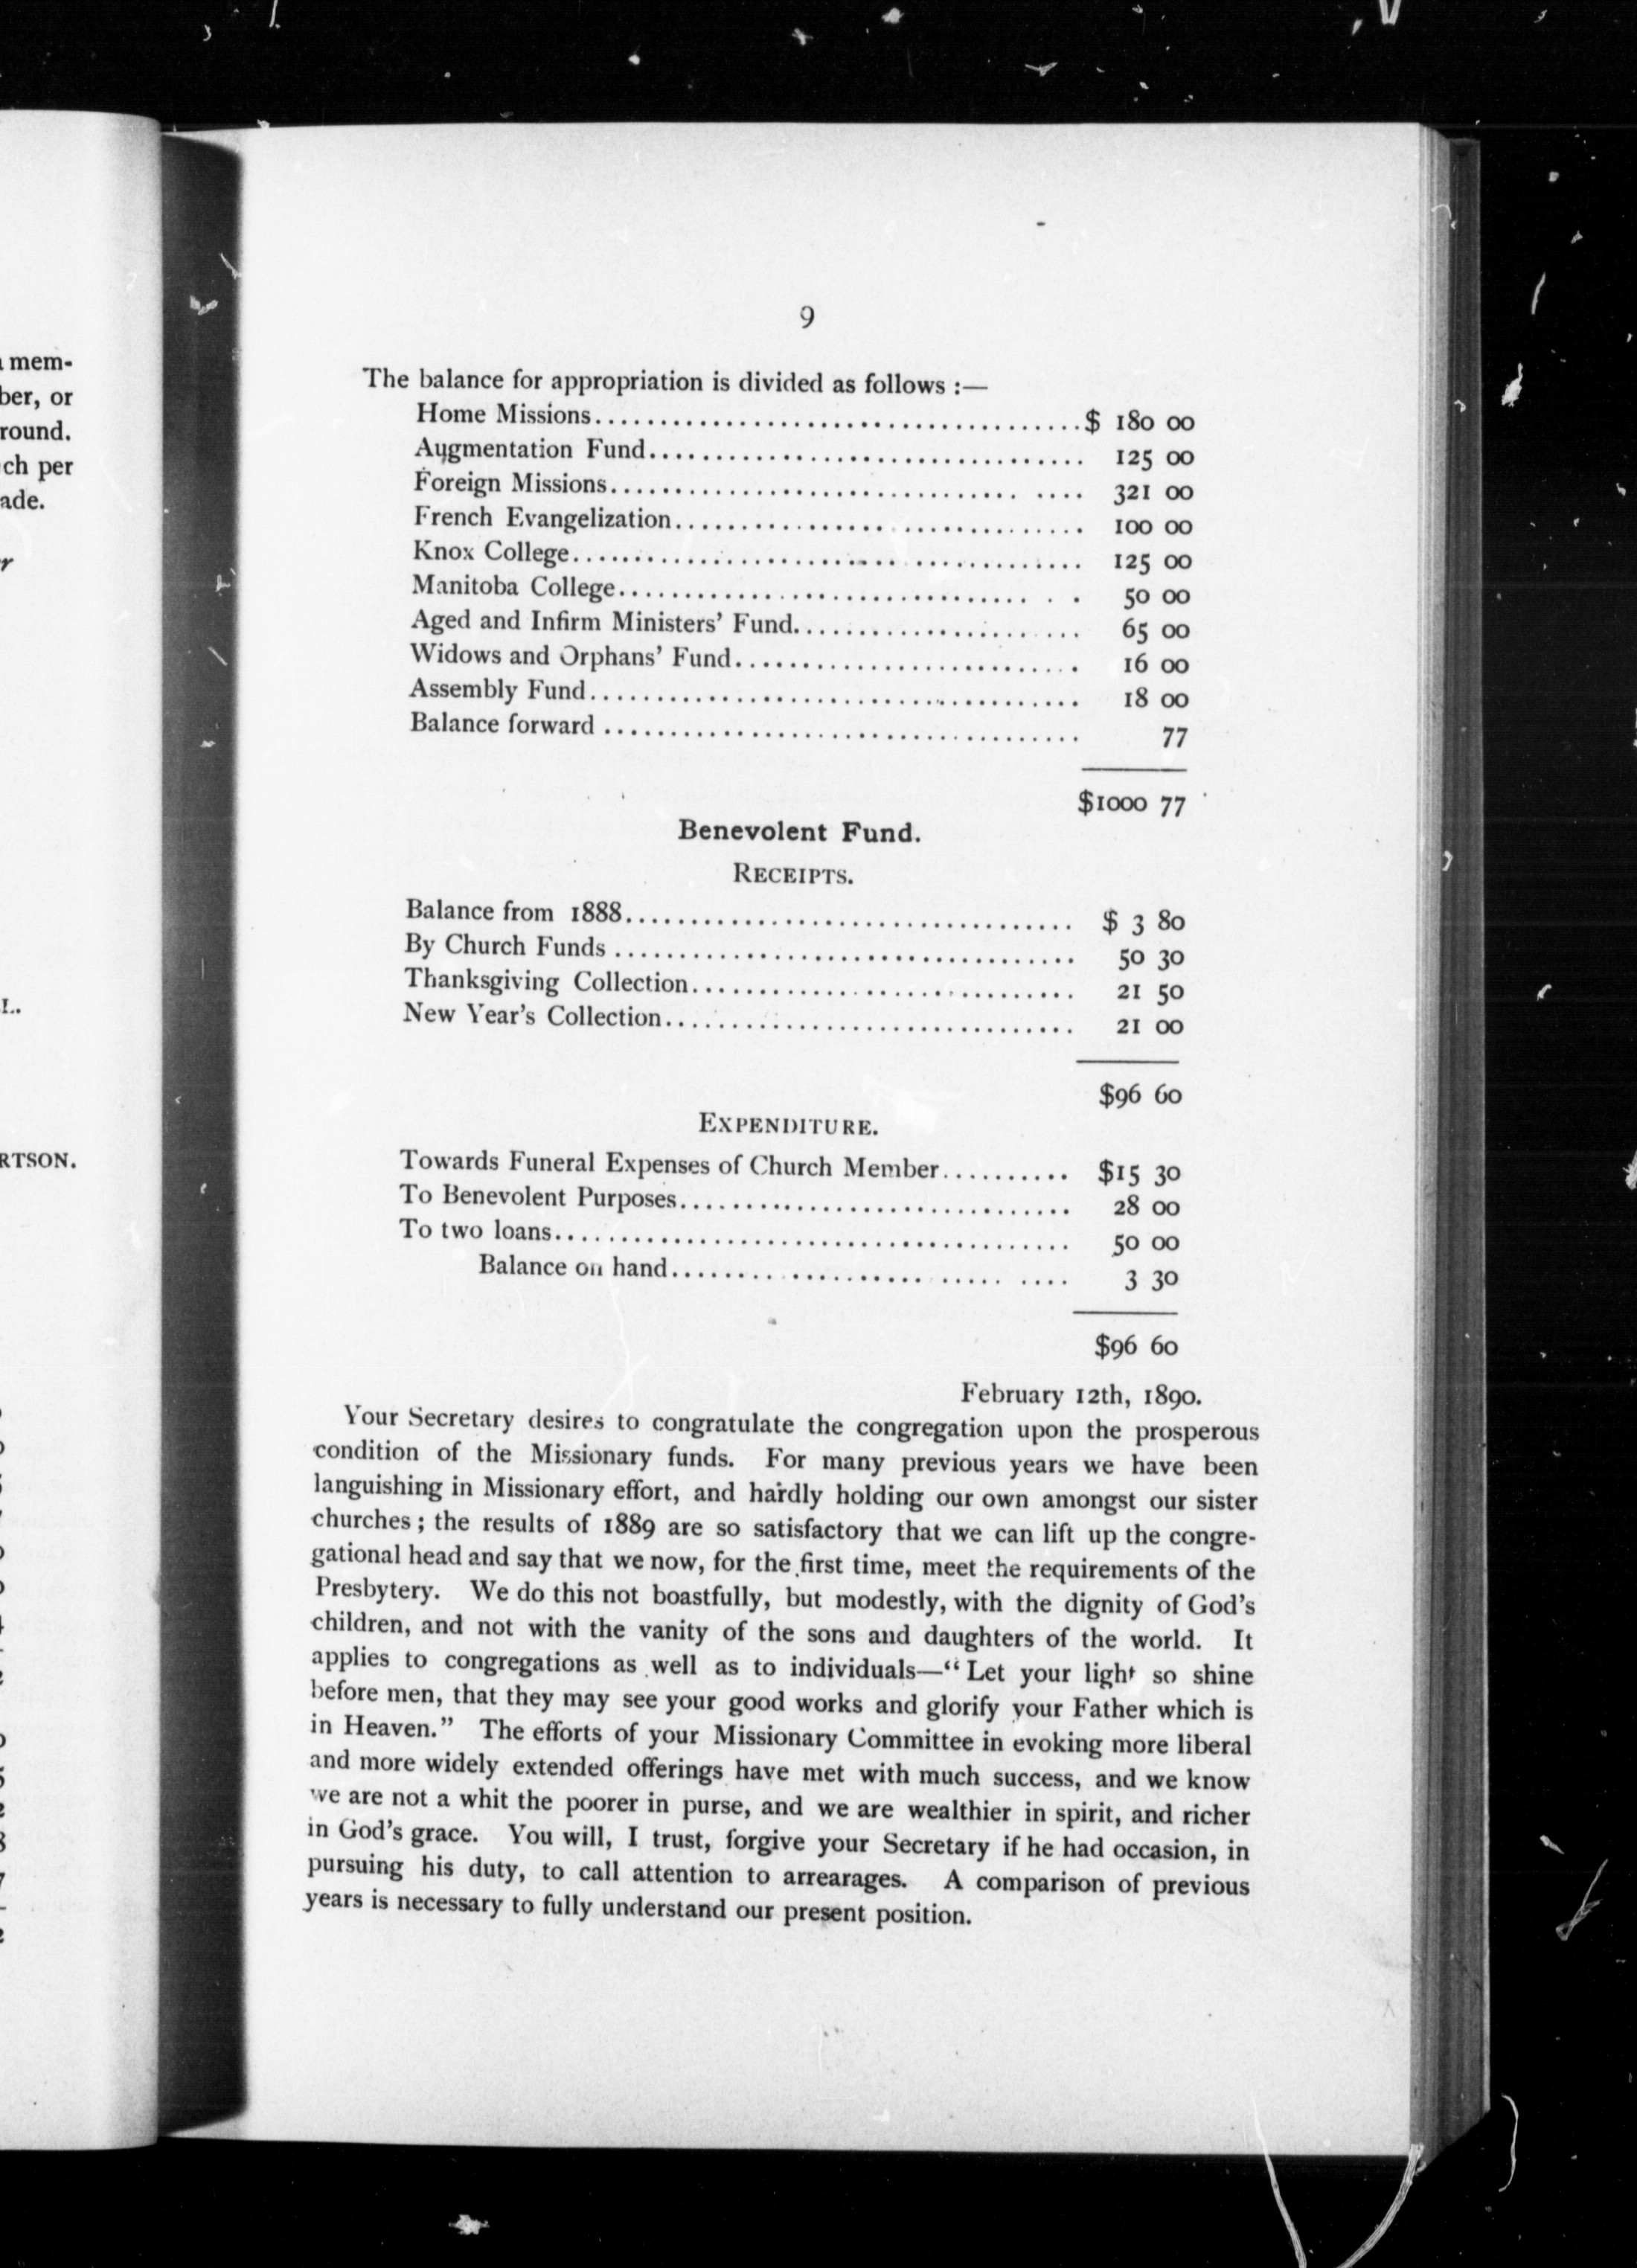 mem-
ber, or
round.
ch per
ade.
RTSON.
9
The balance for appropriation is divided as follows :—
Home Missions....................................$ 180 00
Augmentation Fund................................. 125 00
Foreign Missions............................... .... 321 00
French Evangelization............................... 100 00
Knox College....................................... 125 00
Manitoba College............................... . . 50 00
Aged and Infirm Ministers' Fund..................... 65 00
Widows and Orphans' Fund.......................... 16 00
Assembly Fund..................................... 18 00
Balance forward .................................... 77
$1000 77
Benevolent Fund.
RECEIPTS.
Balance from 1888.................................. $ 3 80
By Church Funds ................................... 50 30
Thanksgiving Collection............................. 21 50
New Year's Collection............................... 21 00
$96 60
EXPENDITURE.
Towards Funeral Expenses of Church Member.......... $15 30
To Benevolent Purposes.............................. 28 00
To two loans....................................... 50 00
Balance on hand........ .......... ..... .... 3 30
$96 60
February 12th, 1890.
Your Secretary desires to congratulate the congregation upon the prosperous
condition of the Missionary funds. For many previous years we have been
languishing in Missionary effort, and hardly holding our own amongst our sister
churches ; the results of 1889 are so satisfactory that we can lift up the congre-
gational head and say that we now, for the first time, meet the requirements of the
Presbytery. We do this not boastfully, but modestly, with the dignity of God's
children, and not with the vanity of the sons and daughters of the world. It
applies to congregations as well as to individuals—“ Let your light so shine
before men, that they may see your good works and glorify your Father which is
in Heaven.” The efforts of your Missionary Committee in evoking more liberal
and more widely extended offerings have met with much success, and we know
we are not a whit the poorer in purse, and we are wealthier in spirit, and richer
in God's grace. You will, I trust, forgive your Secretary if he had occasion, in
pursuing his duty, to call attention to arrearages. A comparison of previous
years is necessary to fully understand our present position.